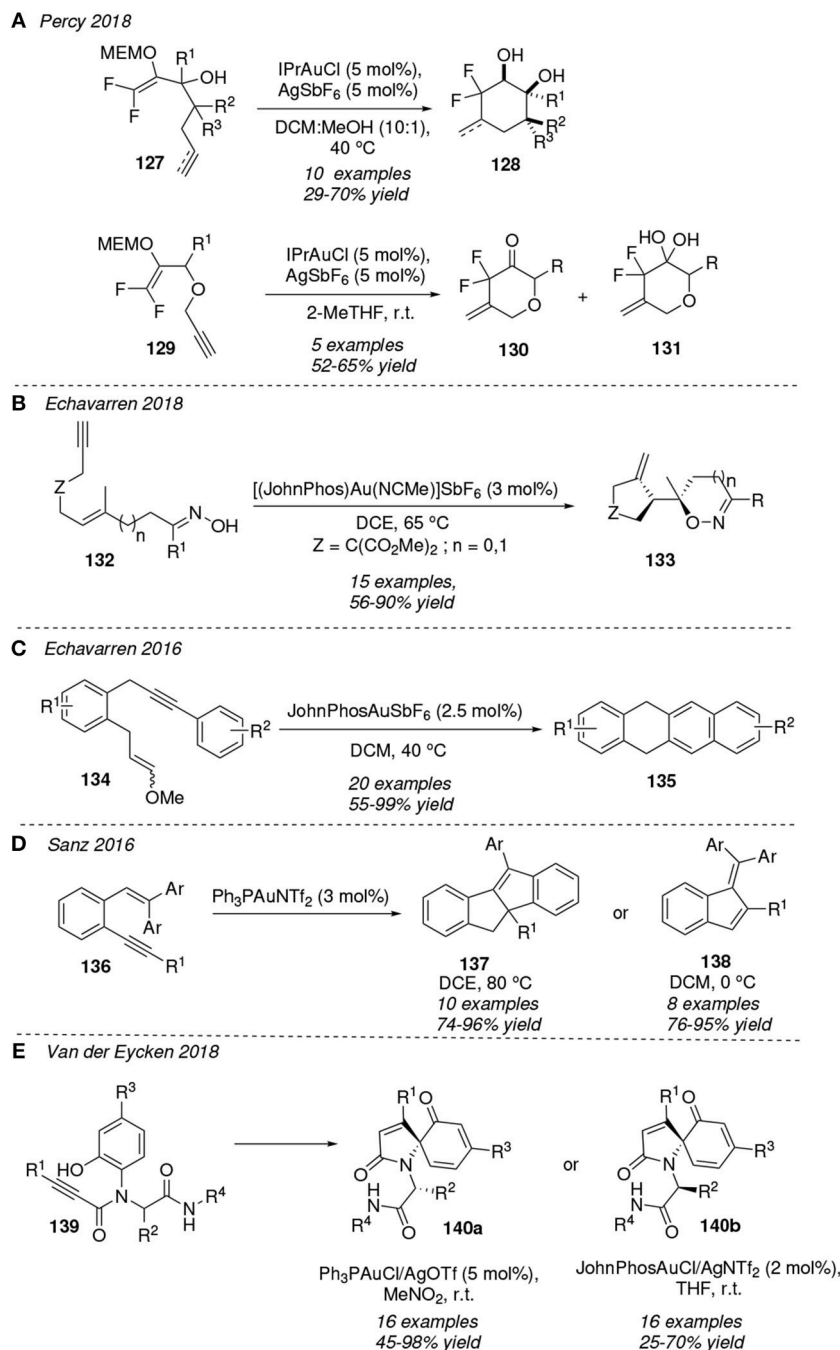 A Percy 2018
MEMO R¹ OH
F F R² R³
127
IPrAuCl (5 mol%),
AgSbF₆ (5 mol%)
DCM:MeOH (10:1),
40 ºC
10 examples
29-70% yield
OH OH
F F R¹ R² R³
128
MEMO R¹
F F O
129
IPrAuCl (5 mol%),
AgSbF₆ (5 mol%)
2-MeTHF, r.t.
5 examples
52-65% yield
O
F F R
O
130
+
HO OH
F F R
O
131
B Echavarren 2018
Z
( )n N OH
R¹
132
[(JohnPhos)Au(NCMe)]SbF₆ (3 mol%)
DCE, 65 ºC
Z = C(CO₂Me)₂ ; n = 0,1
15 examples,
56-90% yield
( )n
Z O-N R
133
C Echavarren 2016
R¹
R²
OMe
134
JohnPhosAuSbF₆ (2.5 mol%)
DCM, 40 ºC
20 examples
55-99% yield
R¹ R²
135
D Sanz 2016
Ar
Ar
R¹
136
Ph₃PAuNTf₂ (3 mol%)
Ar
R¹
137
DCE, 80 ºC
10 examples
74-96% yield
or
Ar Ar
R¹
138
DCM, 0 ºC
8 examples
76-95% yield
E Van der Eycken 2018
R³
HO
R¹ O N O N H R⁴
R²
139
R¹ O
R³
O N
H N R²
R⁴ O
140a
Ph₃PAuCl/AgOTf (5 mol%),
MeNO₂, r.t.
16 examples
45-98% yield
or
R¹ O
R³
O N
H N R²
R⁴ O
140b
JohnPhosAuCl/AgNTf₂ (2 mol%),
THF, r.t.
16 examples
25-70% yield